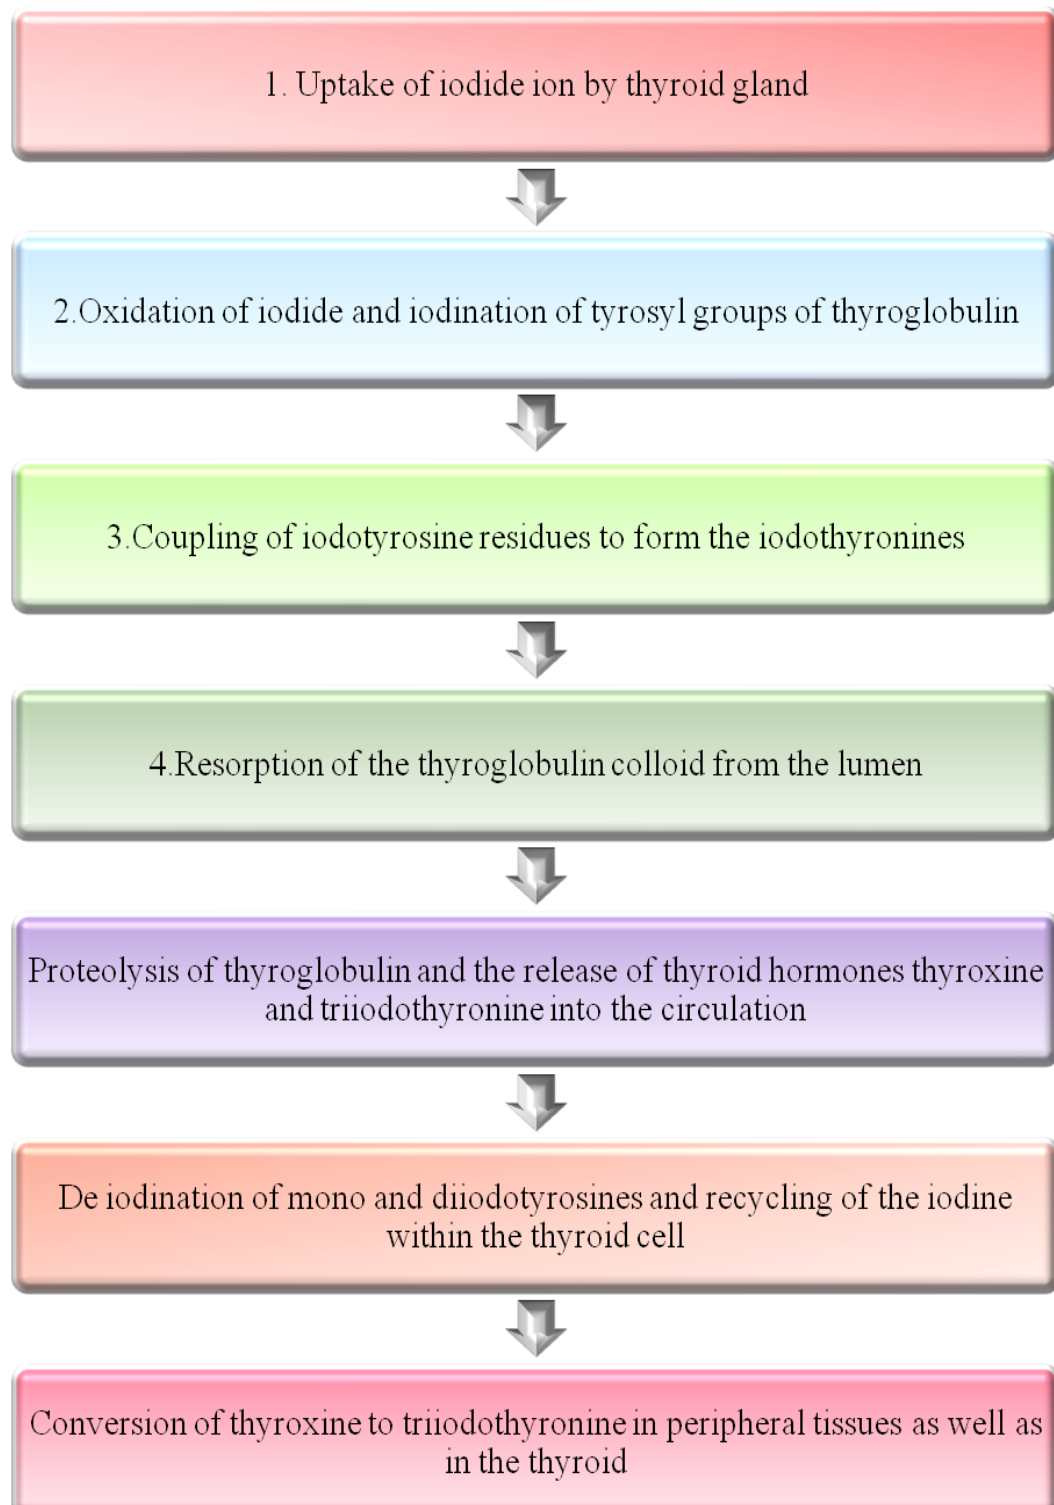 1. Uptake of iodide ion by thyroid gland
2.Oxidation of iodide and iodination of tyrosyl groups of thyroglobulin
3.Coupling of iodotyrosine residues to form the iodothyronines
4.Resorption of the thyroglobulin colloid from the lumen
Proteolysis of thyroglobulin and the release of thyroid hormones thyroxine
and triiodothyronine into the circulation
De iodination of mono and diiodotyrosines and recycling of the iodine
within the thyroid cell
Conversion of thyroxine to triiodothyronine in peripheral tissues as well as
in the thyroid